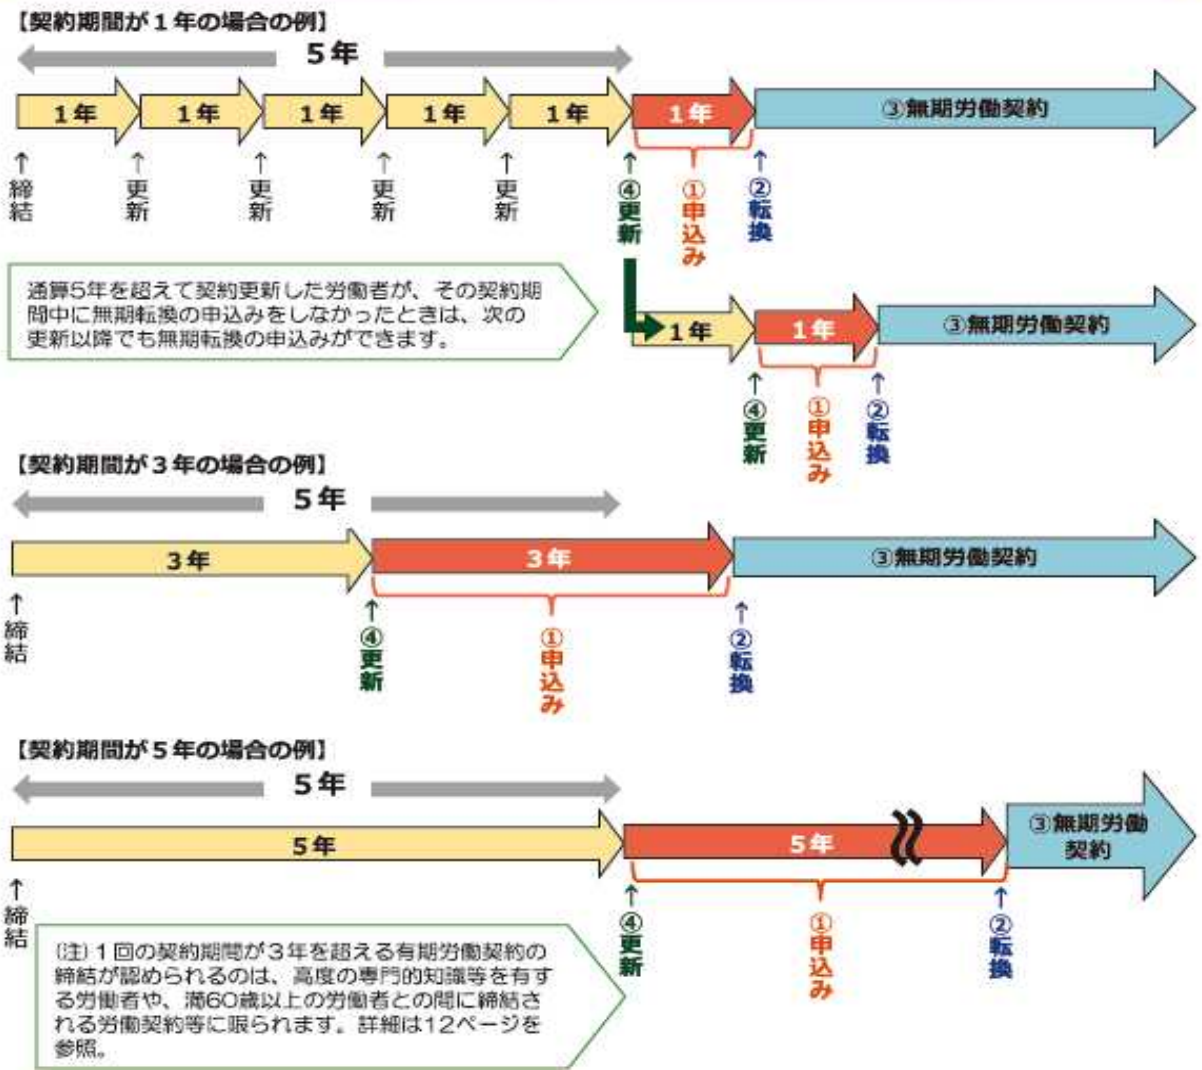 【契約期間が１年の場合の例】
５年
１年 １年 １年 １年 １年 １年 ③無期労働契約
↑締結 ↑更新 ↑更新 ↑更新 ↑更新 ↑④更新 ①申込み ↑②転換
通算5年を超えて契約更新した労働者が、その契約期
間中に無期転換の申込みをしなかったときは、次の
更新以降でも無期転換の申込みができます。
１年 １年 ③無期労働契約
↑④更新 ①申込み ↑②転換
【契約期間が３年の場合の例】
５年
３年 ３年 ③無期労働契約
↑締結 ↑④更新 ①申込み ↑②転換
【契約期間が５年の場合の例】
５年
５年 ５年 ③無期労働
契約
↑締結 ↑④更新 ①申込み ↑②転換
(注)１回の契約期間が３年を超える有期労働契約の
締結が認められるのは、高度の専門的知識等を有す
る労働者や、満60歳以上の労働者との間に締結さ
れる労働契約等に限られます。詳細は12ページを
参照。